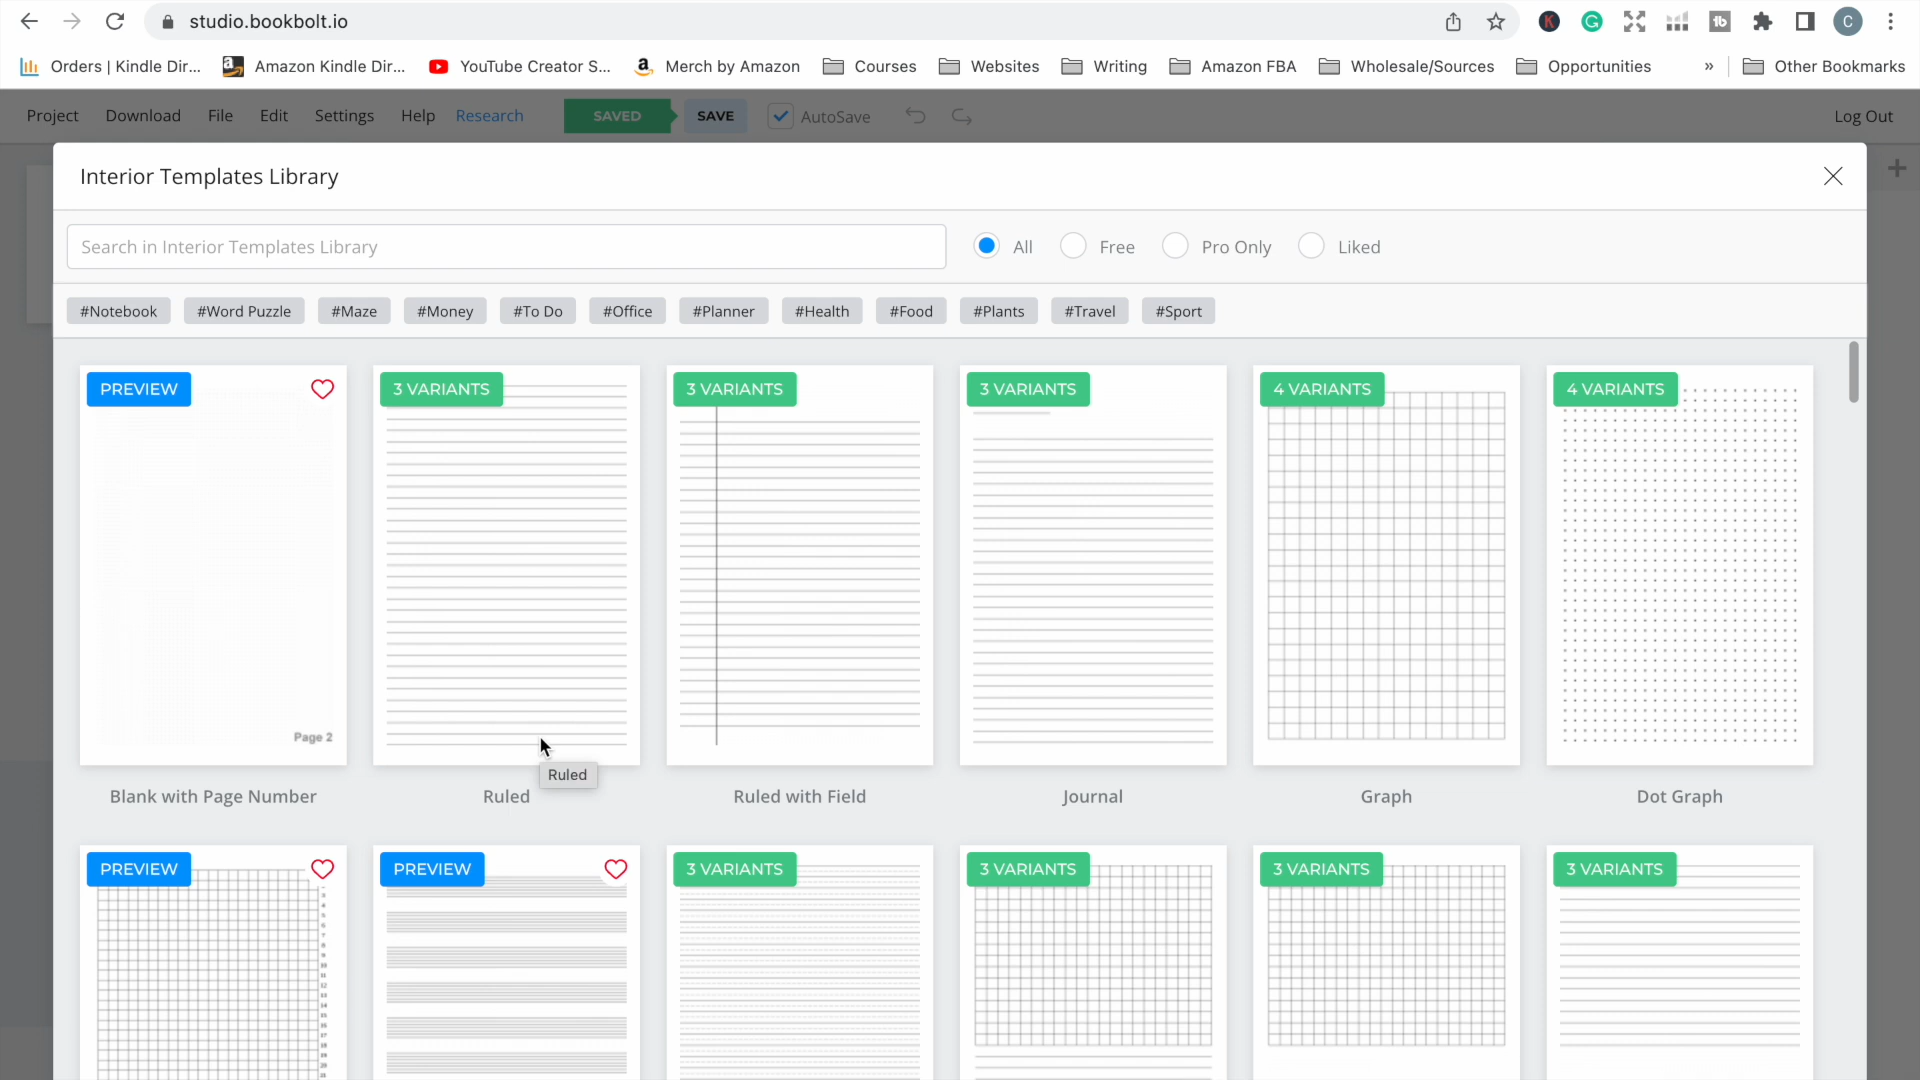 studio.bookbolt.io
Orders | Kindle Dir...
Amazon Kindle Dir...
YouTube Creator S...
Merch by Amazon
Courses
Websites
Writing
Amazon FBA
Wholesale/Sources
Opportunities
»
Other Bookmarks
Project
Download
File
Edit
Settings
Help
Research
SAVED
SAVE
AutoSave
Log Out
Interior Templates Library
Search in Interior Templates Library
All
Free
Pro Only
Liked
#Notebook
#Word Puzzle
#Maze
#Money
#To Do
#Office
#Planner
#Health
#Food
#Plants
#Travel
#Sport
PREVIEW
3 VARIANTS
3 VARIANTS
3 VARIANTS
4 VARIANTS
4 VARIANTS
Page 2
Ruled
Blank with Page Number
Ruled
Ruled with Field
Journal
Graph
Dot Graph
PREVIEW
PREVIEW
3 VARIANTS
3 VARIANTS
3 VARIANTS
3 VARIANTS